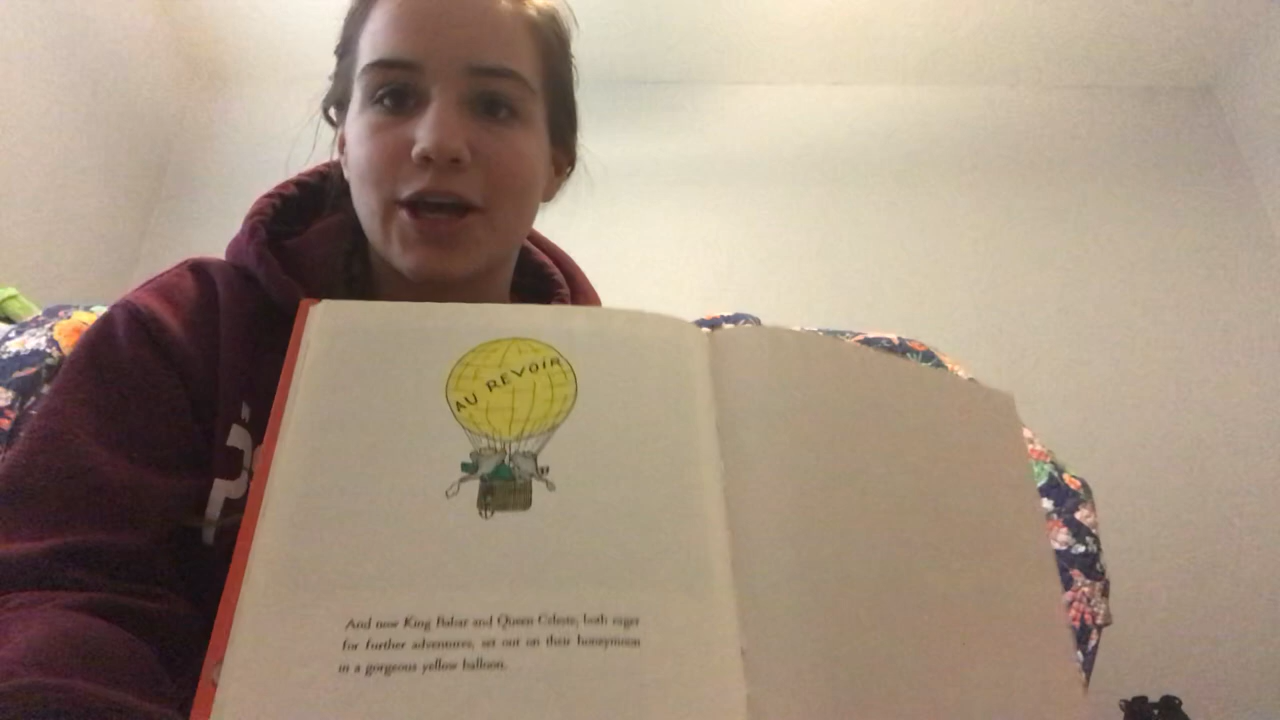 AU REVOIR
And now King Babar and Queen Celeste, both eager
for further adventures, set out on their honeymoon
in a gorgeous yellow balloon.